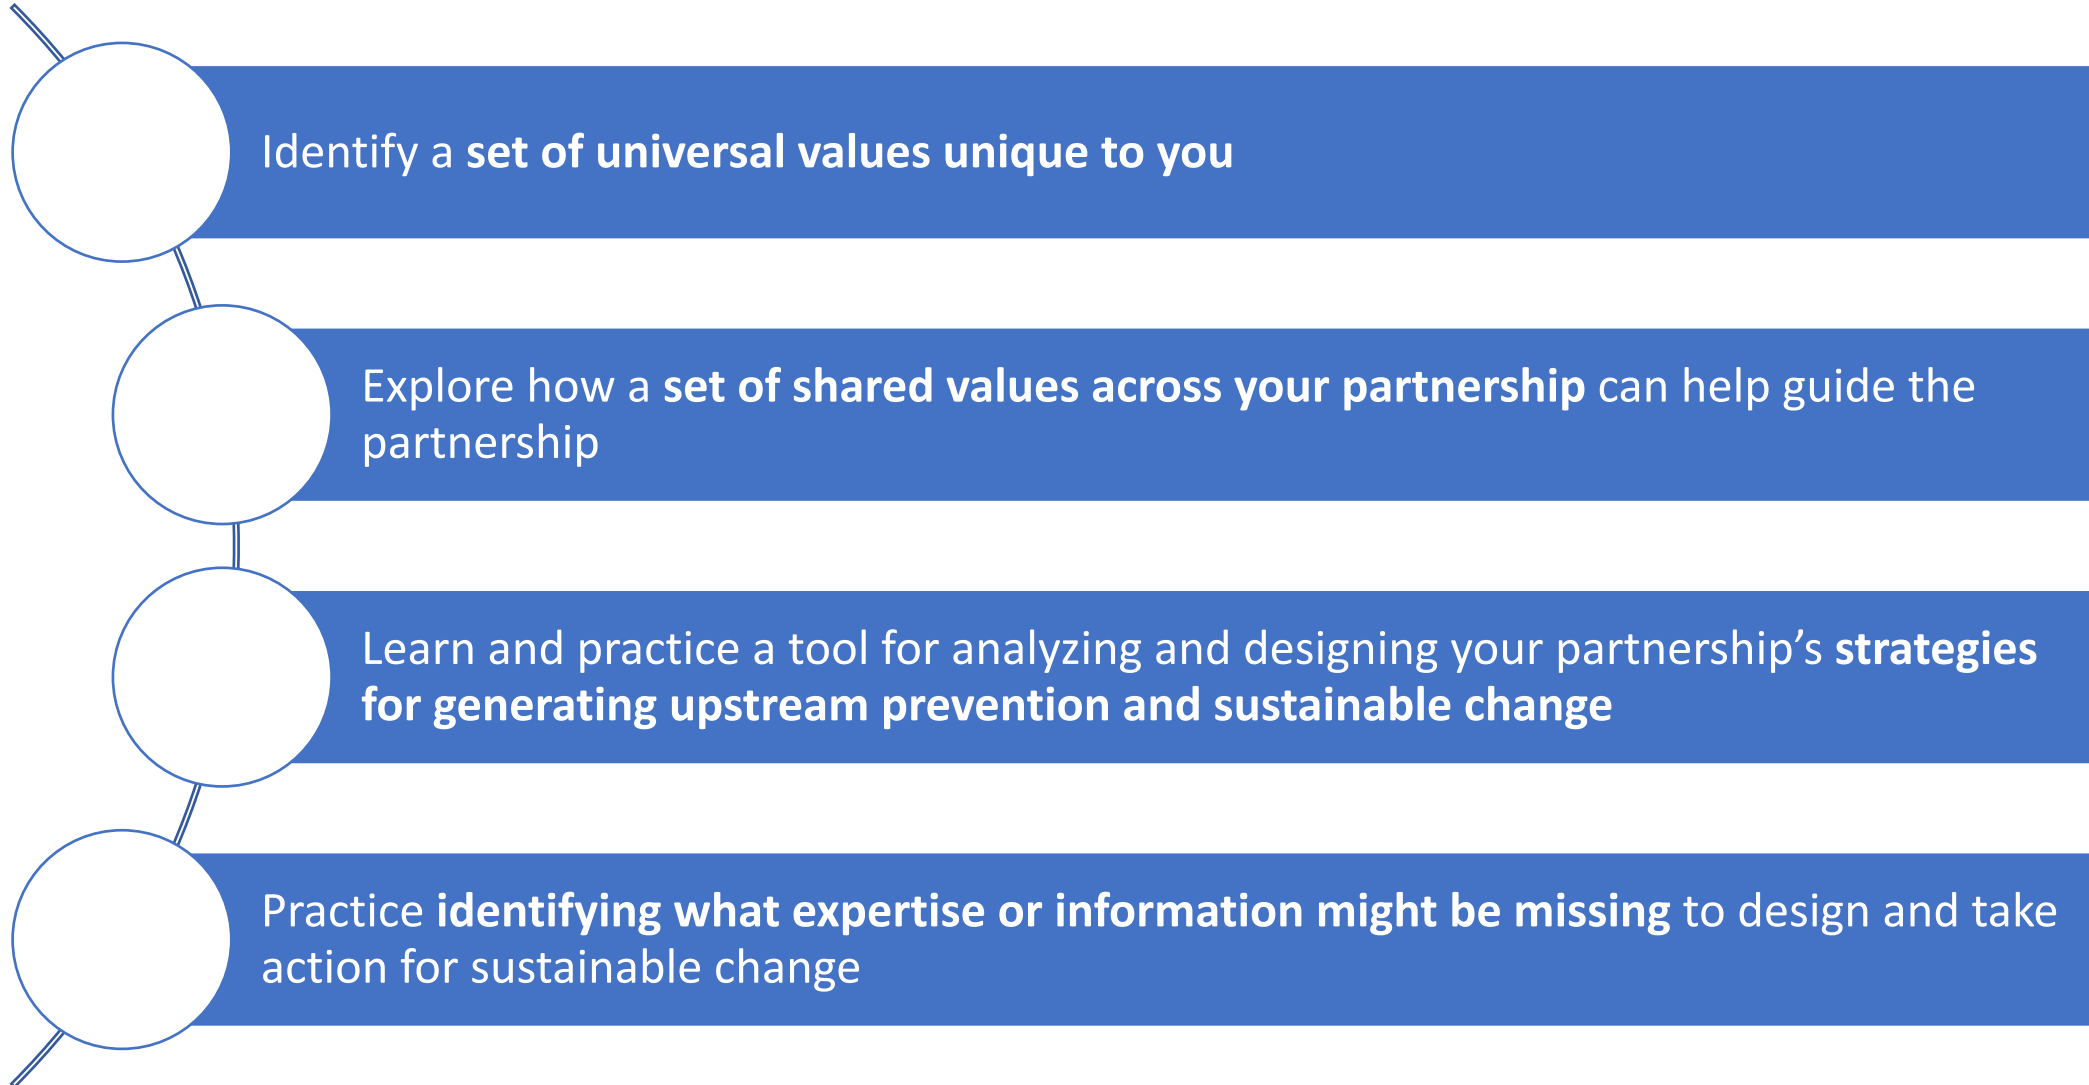 Identify a set of universal values unique to you
Explore how a set of shared values across your partnership can help guide the
partnership
Learn and practice a tool for analyzing and designing your partnership’s strategies
for generating upstream prevention and sustainable change
Practice identifying what expertise or information might be missing to design and take
action for sustainable change